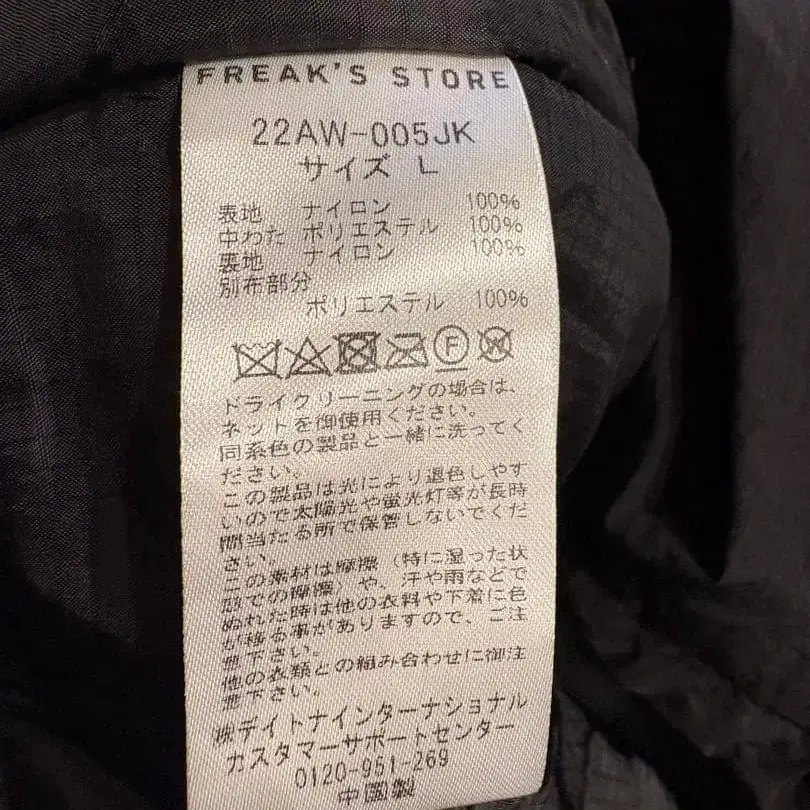 FREAK'S STORE
22AW-005JK
サイズ L
表地 ナイロン 100%
中わた ポリエステル 100%
裏地 ナイロン 100%
別布部分
ポリエステル 100%
F
W
ドライクリーニングの場合は、
ネットを御使用ください。
同系色の製品と一緒に洗ってく
ださい。
この製品は光により退色しやす
いので太陽光や蛍光灯等が長時
間当たる所で保管しないでくだ
さい。
この素材は摩擦(特に湿った状
態での摩擦)や、汗や雨などで
ぬれた時は他の衣料や下着に色
が移る事がありますので、ご注
意下さい。
他の衣類との組み合わせに御注
意下さい。
㈱デイトナインターナショナル
カスタマーサポートセンター
0120-951-269
中国製